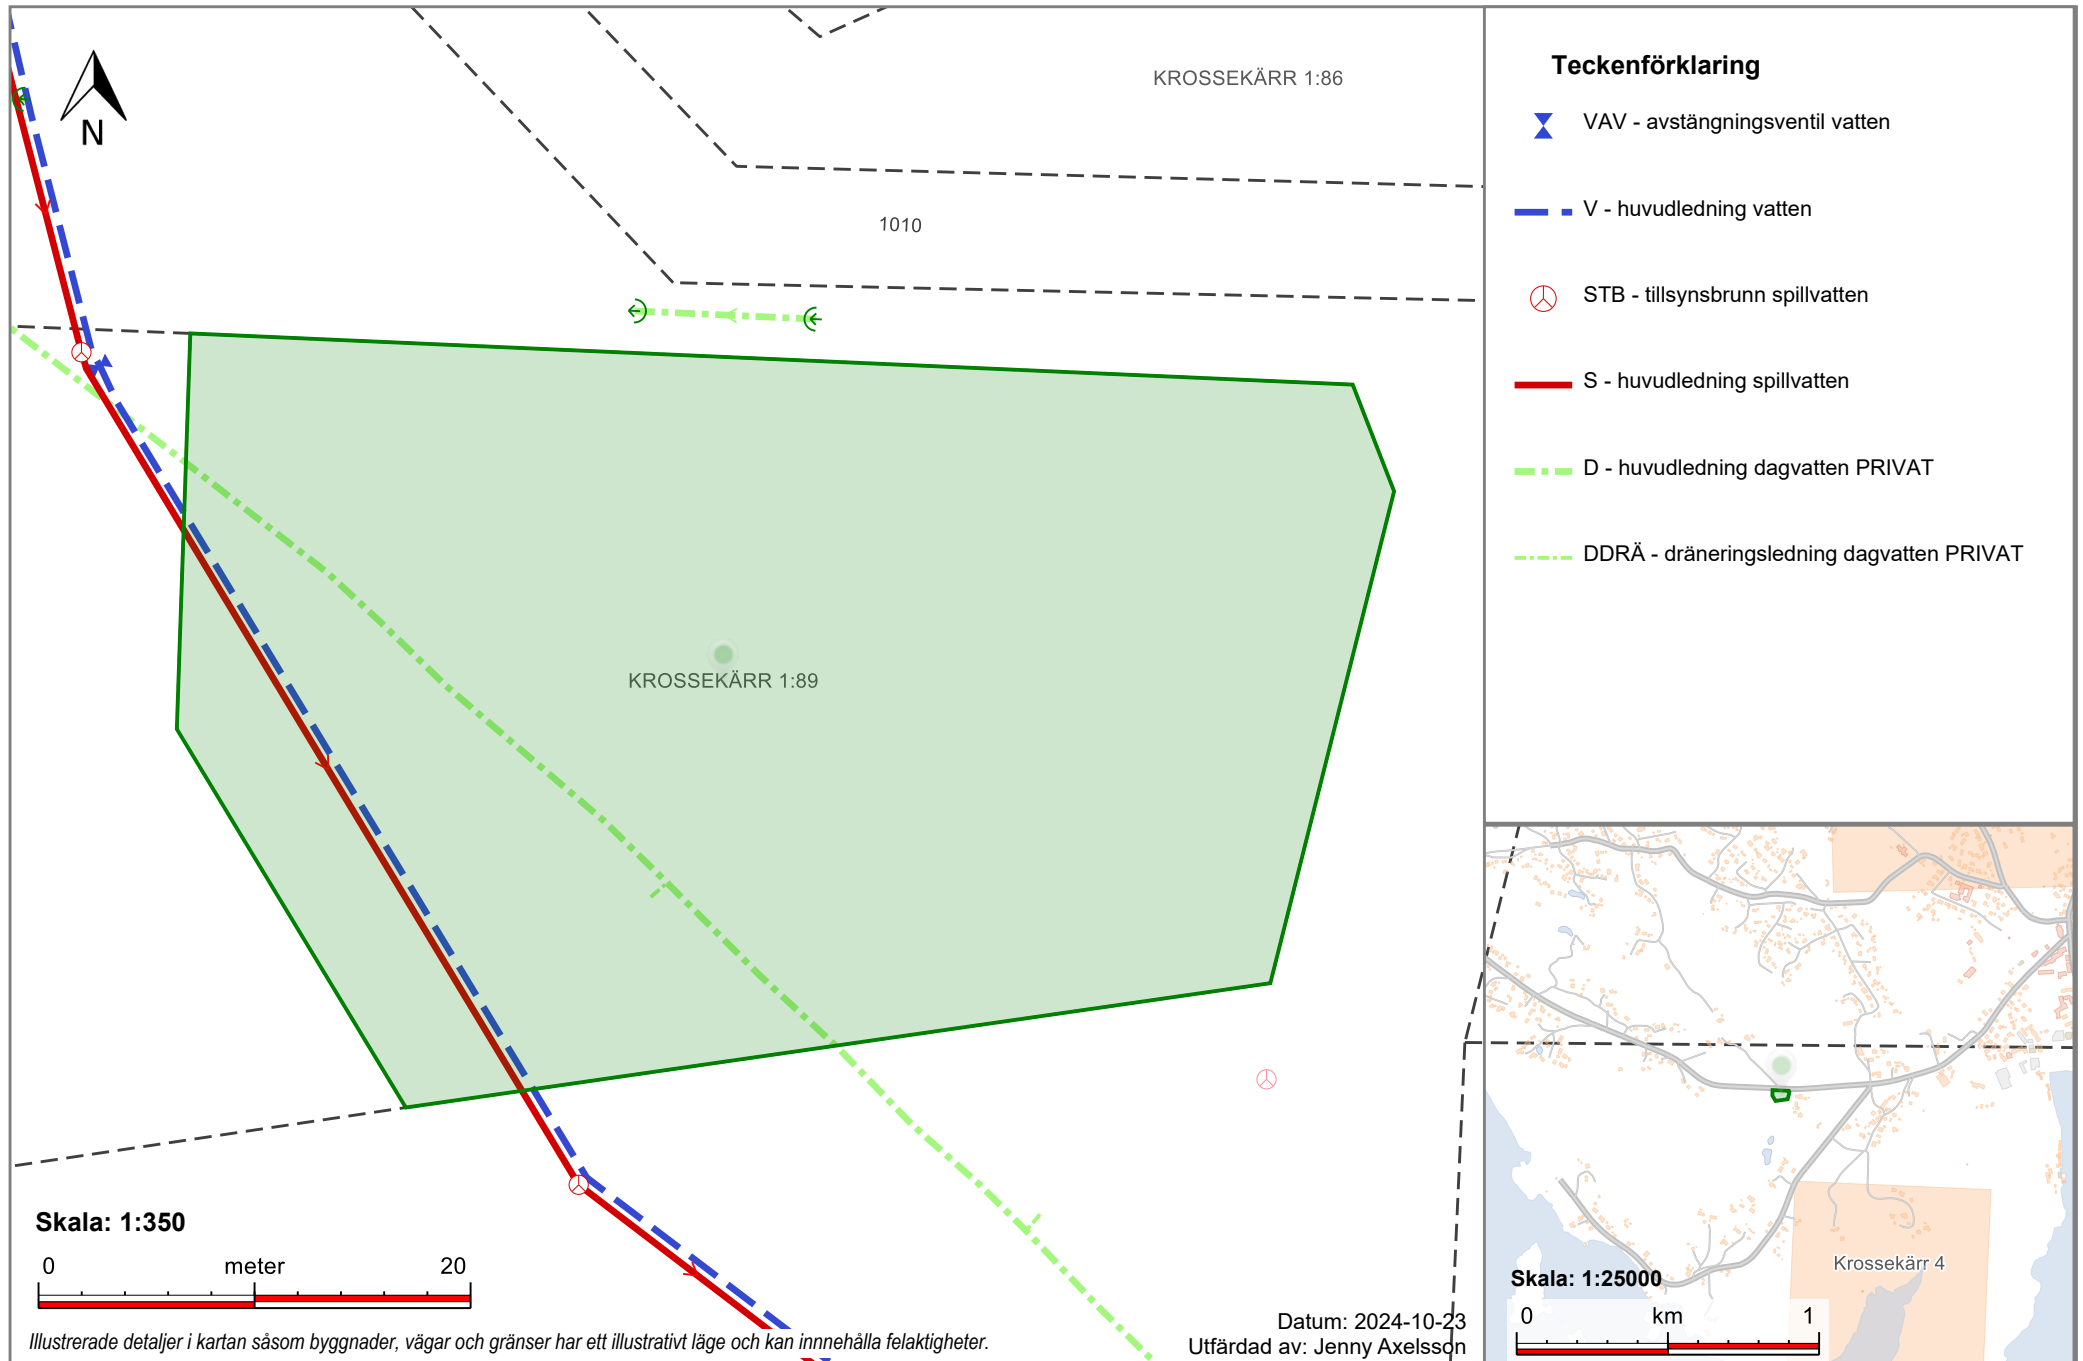 N
KROSSEKÄRR 1:86
1010
KROSSEKÄRR 1:89
Skala: 1:350
0 meter 20
Illustrerade detaljer i kartan såsom byggnader, vägar och gränser har ett illustrativt läge och kan innnehålla felaktigheter.
Datum: 2024-10-23
Utfärdad av: Jenny Axelsson
Teckenförklaring
VAV - avstängningsventil vatten
V - huvudledning vatten
STB - tillsynsbrunn spillvatten
S - huvudledning spillvatten
D - huvudledning dagvatten PRIVAT
DDRÄ - dräneringsledning dagvatten PRIVAT
Krossekärr 4
Skala: 1:25000
0 km 1